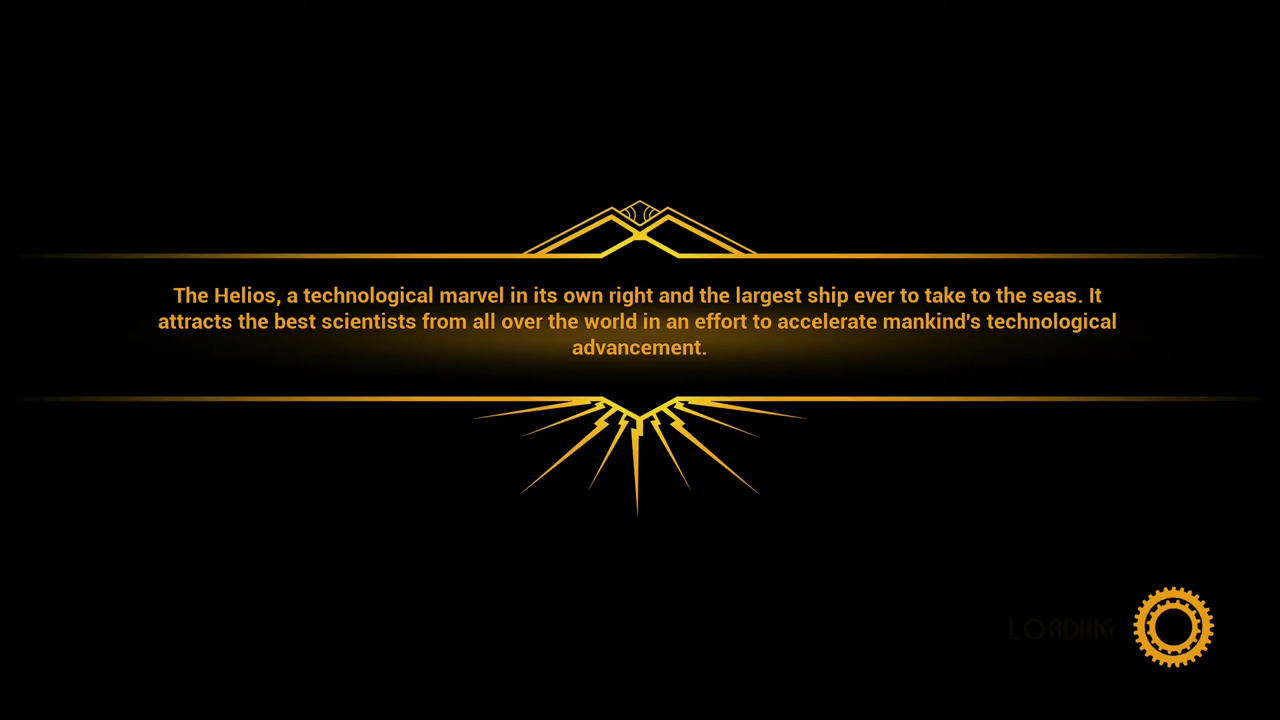 The Helios, a technological marvel in its own right and the largest ship ever to take to the seas. It
attracts the best scientists from all over the world in an effort to accelerate mankind's technological
advancement.
LOADING